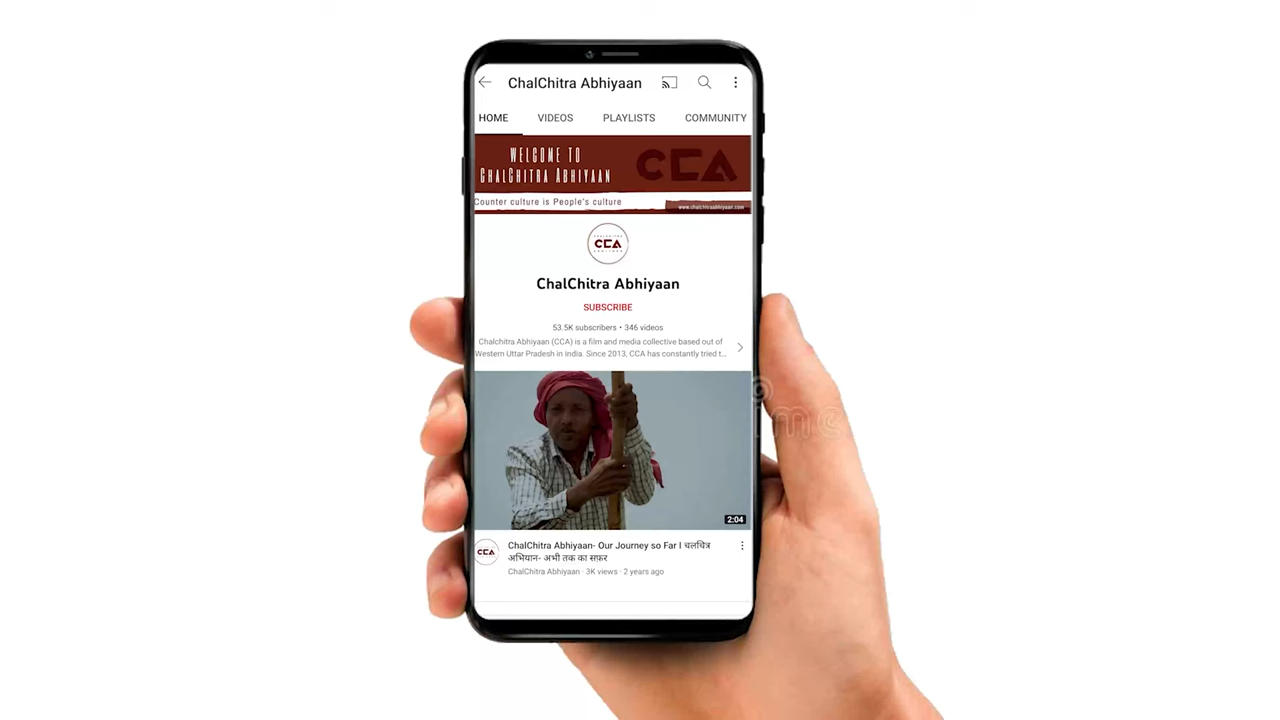 ChalChitra Abhiyaan
HOME VIDEOS PLAYLISTS COMMUNITY
WELCOME TO
CHALCHITRA ABHIYAAN
CCA
Counter culture is People's culture
www.chalchitraabhiyaan.com
CCA
ChalChitra Abhiyaan
SUBSCRIBE
53.5K subscribers • 346 videos
Chalchitra Abhiyaan (CCA) is a film and media collective based out of
Western Uttar Pradesh in India. Since 2013, CCA has constantly tried t...
2:04
CCA
ChalChitra Abhiyaan- Our Journey so Far I चलचित्र
अभियान- अभी तक का सफ़र
ChalChitra Abhiyaan · 3K views · 2 years ago